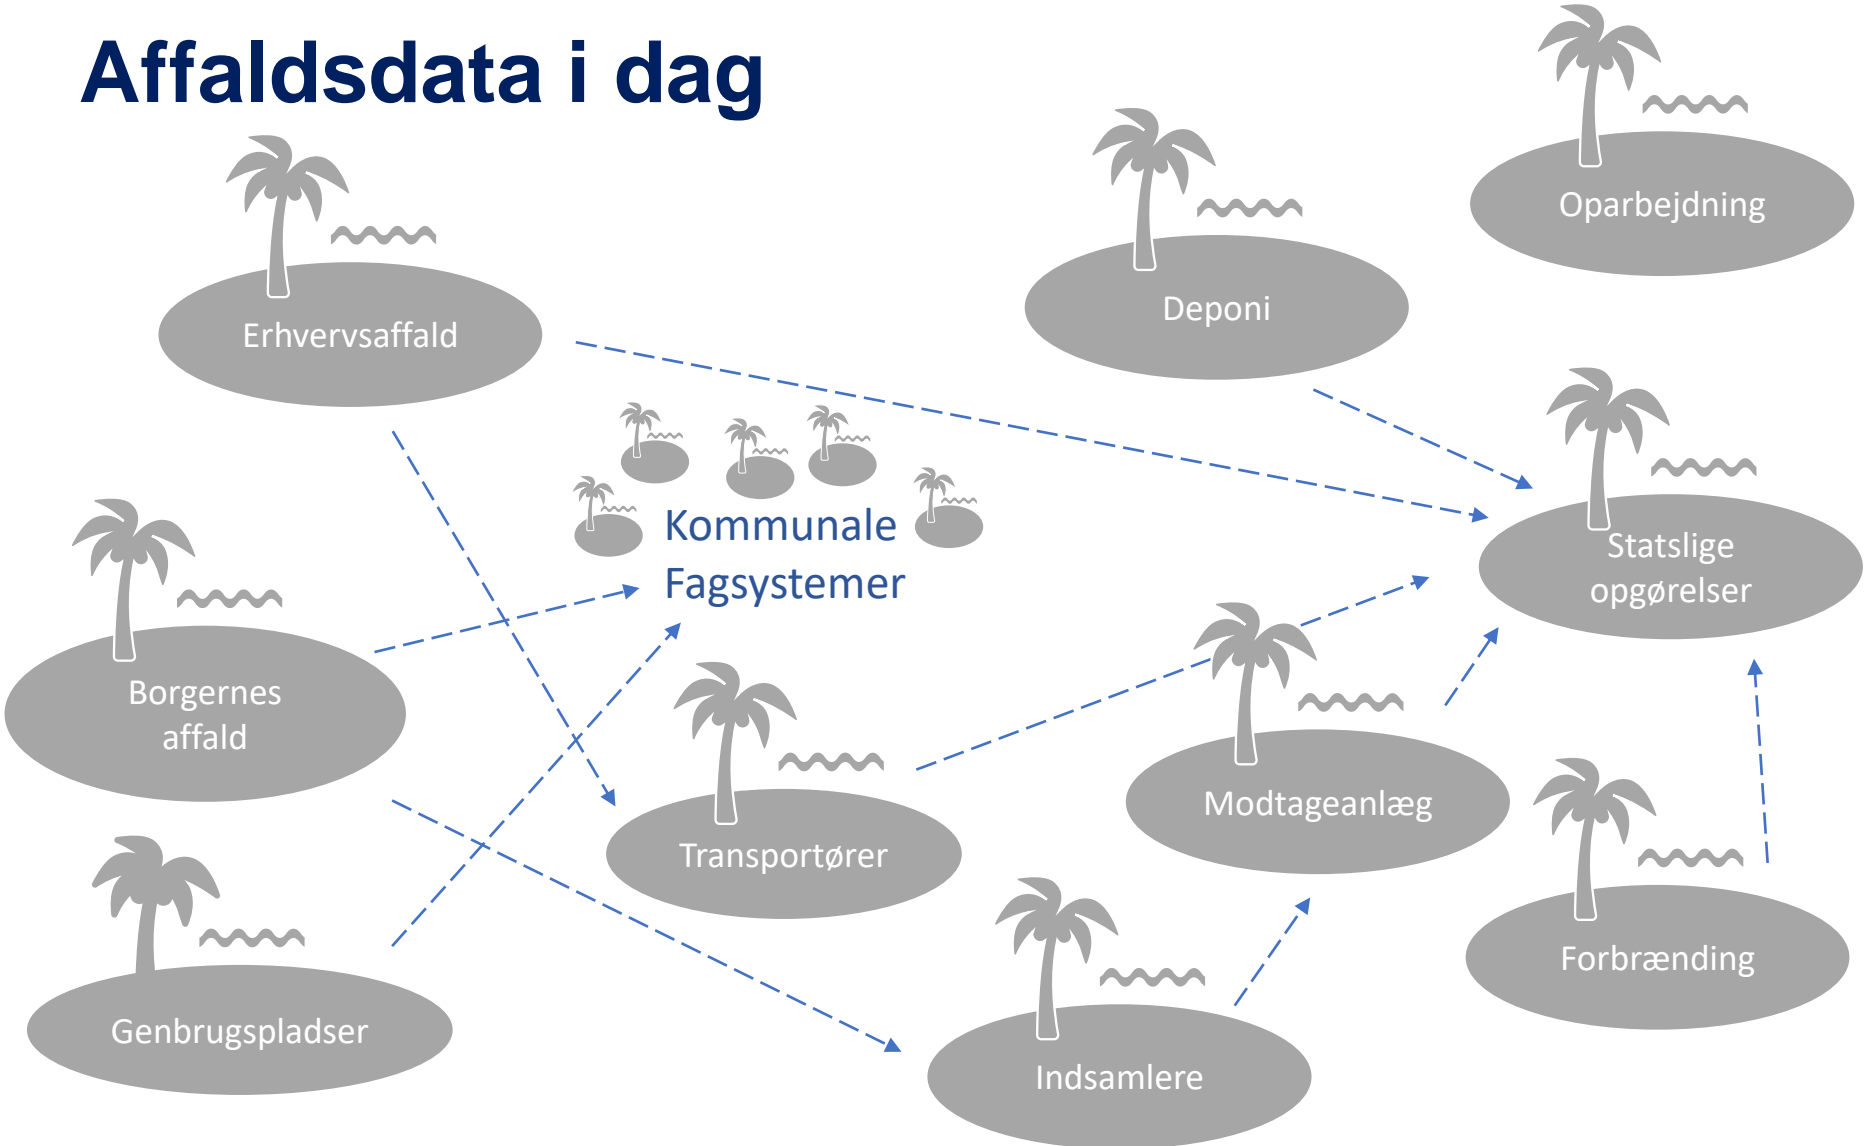 Affaldsdata i dag
Oparbejdning
Deponi
Erhvervsaffald
Kommunale
Fagsystemer
Statslige
opgørelser
Borgernes
affald
Modtageanlæg
Transportører
Forbrænding
Genbrugspladser
Indsamlere